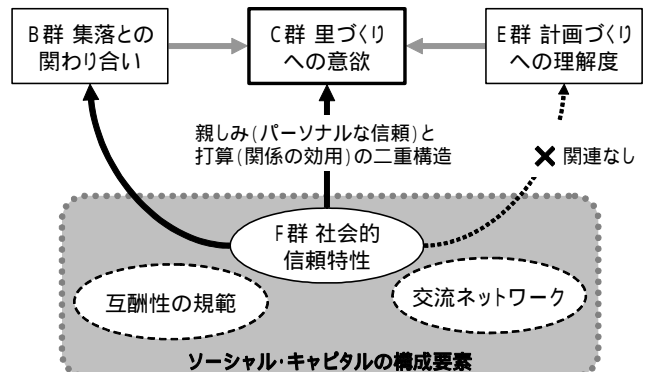 B群 集落との
関わり合い
C群 里づくり
への意欲
E群 計画づくり
への理解度
親しみ(パーソナルな信頼)と
打算(関係の効用)の二重構造
✖ 関連なし
F群 社会的
信頼特性
互酬性の規範
交流ネットワーク
ソーシャル・キャピタルの構成要素